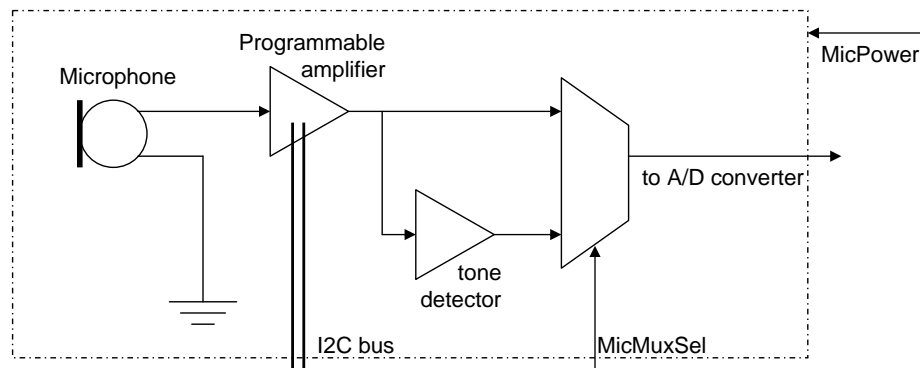 Programmable
amplifier
MicPower
Microphone
to A/D converter
tone
detector
I2C bus
MicMuxSel